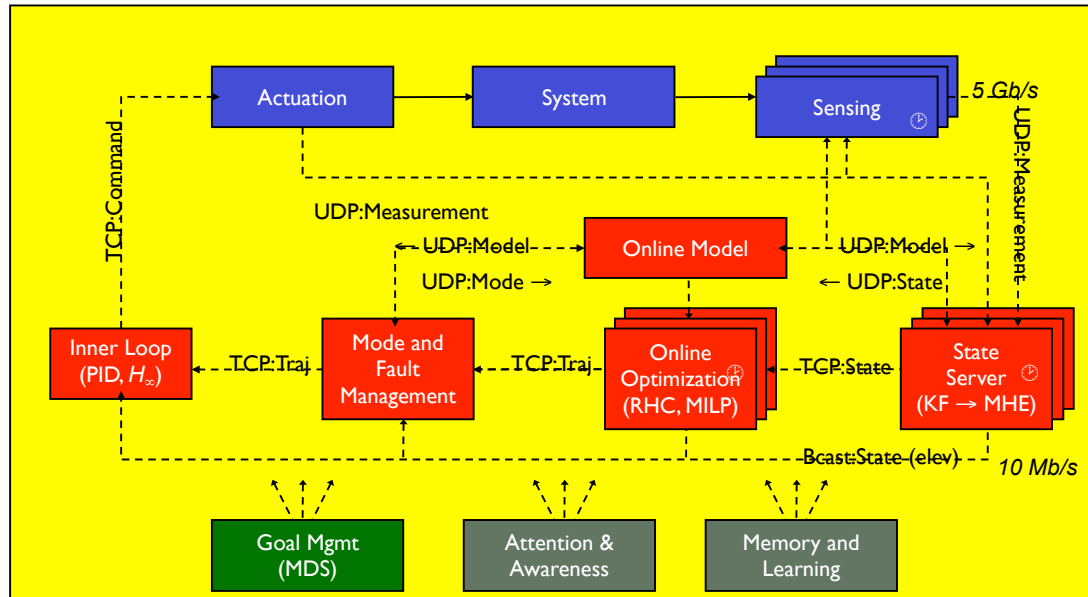 Actuation
System
Sensing
5 Gb/s
TCP:Command
UDP:Measurement
UDP:Measurement
← UDP:Model
Online Model
UDP:Model →
UDP:Mode →
← UDP:State
Inner Loop
(PID, H∞)
TCP:Traj
Mode and
Fault
Management
TCP:Traj
Online
Optimization
(RHC, MILP)
TCP:State
State
Server
(KF → MHE)
Bcast:State (elev)
10 Mb/s
Goal Mgmt
(MDS)
Attention &
Awareness
Memory and
Learning